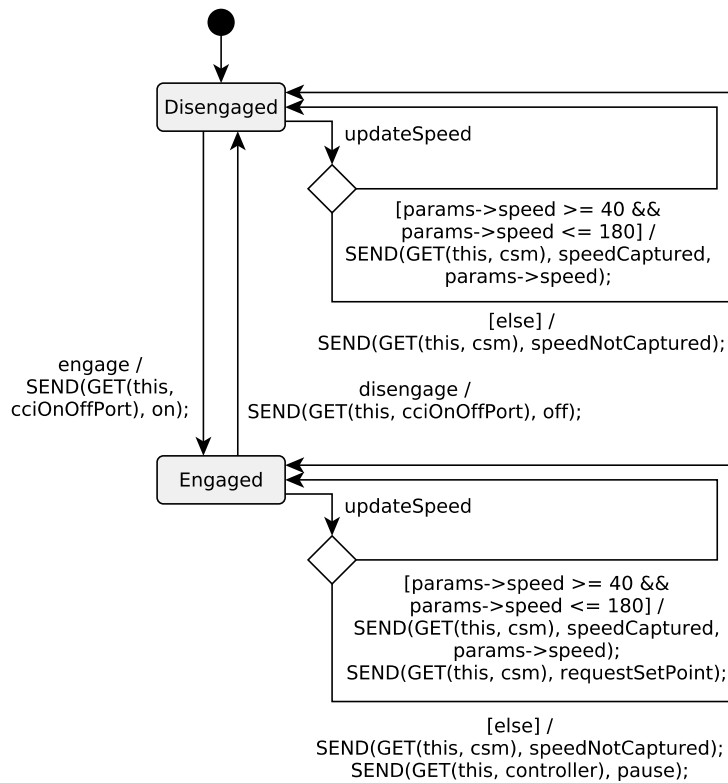 Disengaged
updateSpeed
[params->speed >= 40 &&
params->speed <= 180] /
SEND(GET(this, csm), speedCaptured,
params->speed);
[else] /
SEND(GET(this, csm), speedNotCaptured);
engage /
SEND(GET(this,
cciOnOffPort), on);
disengage /
SEND(GET(this, cciOnOffPort), off);
Engaged
updateSpeed
[params->speed >= 40 &&
params->speed <= 180] /
SEND(GET(this, csm), speedCaptured,
params->speed);
SEND(GET(this, csm), requestSetPoint);
[else] /
SEND(GET(this, csm), speedNotCaptured);
SEND(GET(this, controller), pause);